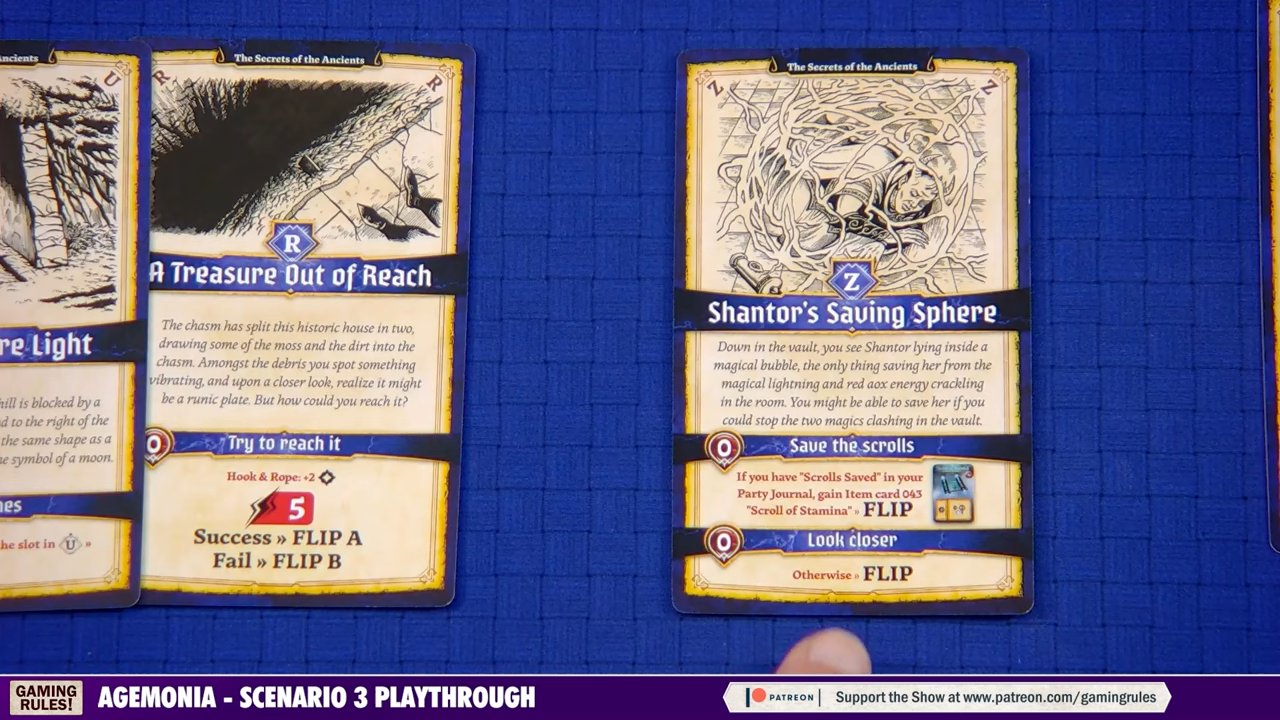 ncients
U
re Light
hill is blocked by a
d to the right of the
the same shape as a
e symbol of a moon.
nes
he slot in U »
The Secrets of the Ancients
R
R
R
A Treasure Out of Reach
The chasm has split this historic house in two,
drawing some of the moss and the dirt into the
chasm. Amongst the debris you spot something
vibrating, and upon a closer look, realize it might
be a runic plate. But how could you reach it?
0
Try to reach it
Hook & Rope: +2
5
Success » FLIP A
Fail » FLIP B
The Secrets of the Ancients
Z
Z
Z
Shantor's Saving Sphere
Down in the vault, you see Shantor lying inside a
magical bubble, the only thing saving her from the
magical lightning and red aox energy crackling
in the room. You might be able to save her if you
could stop the two magics clashing in the vault.
0
Save the scrolls
If you have "Scrolls Saved" in your
Party Journal, gain Item card 043
"Scroll of Stamina" » FLIP
0
Look closer
Otherwise » FLIP
GAMING
RULES!
AGEMONIA - SCENARIO 3 PLAYTHROUGH
PATREON
Support the Show at www.patreon.com/gamingrules